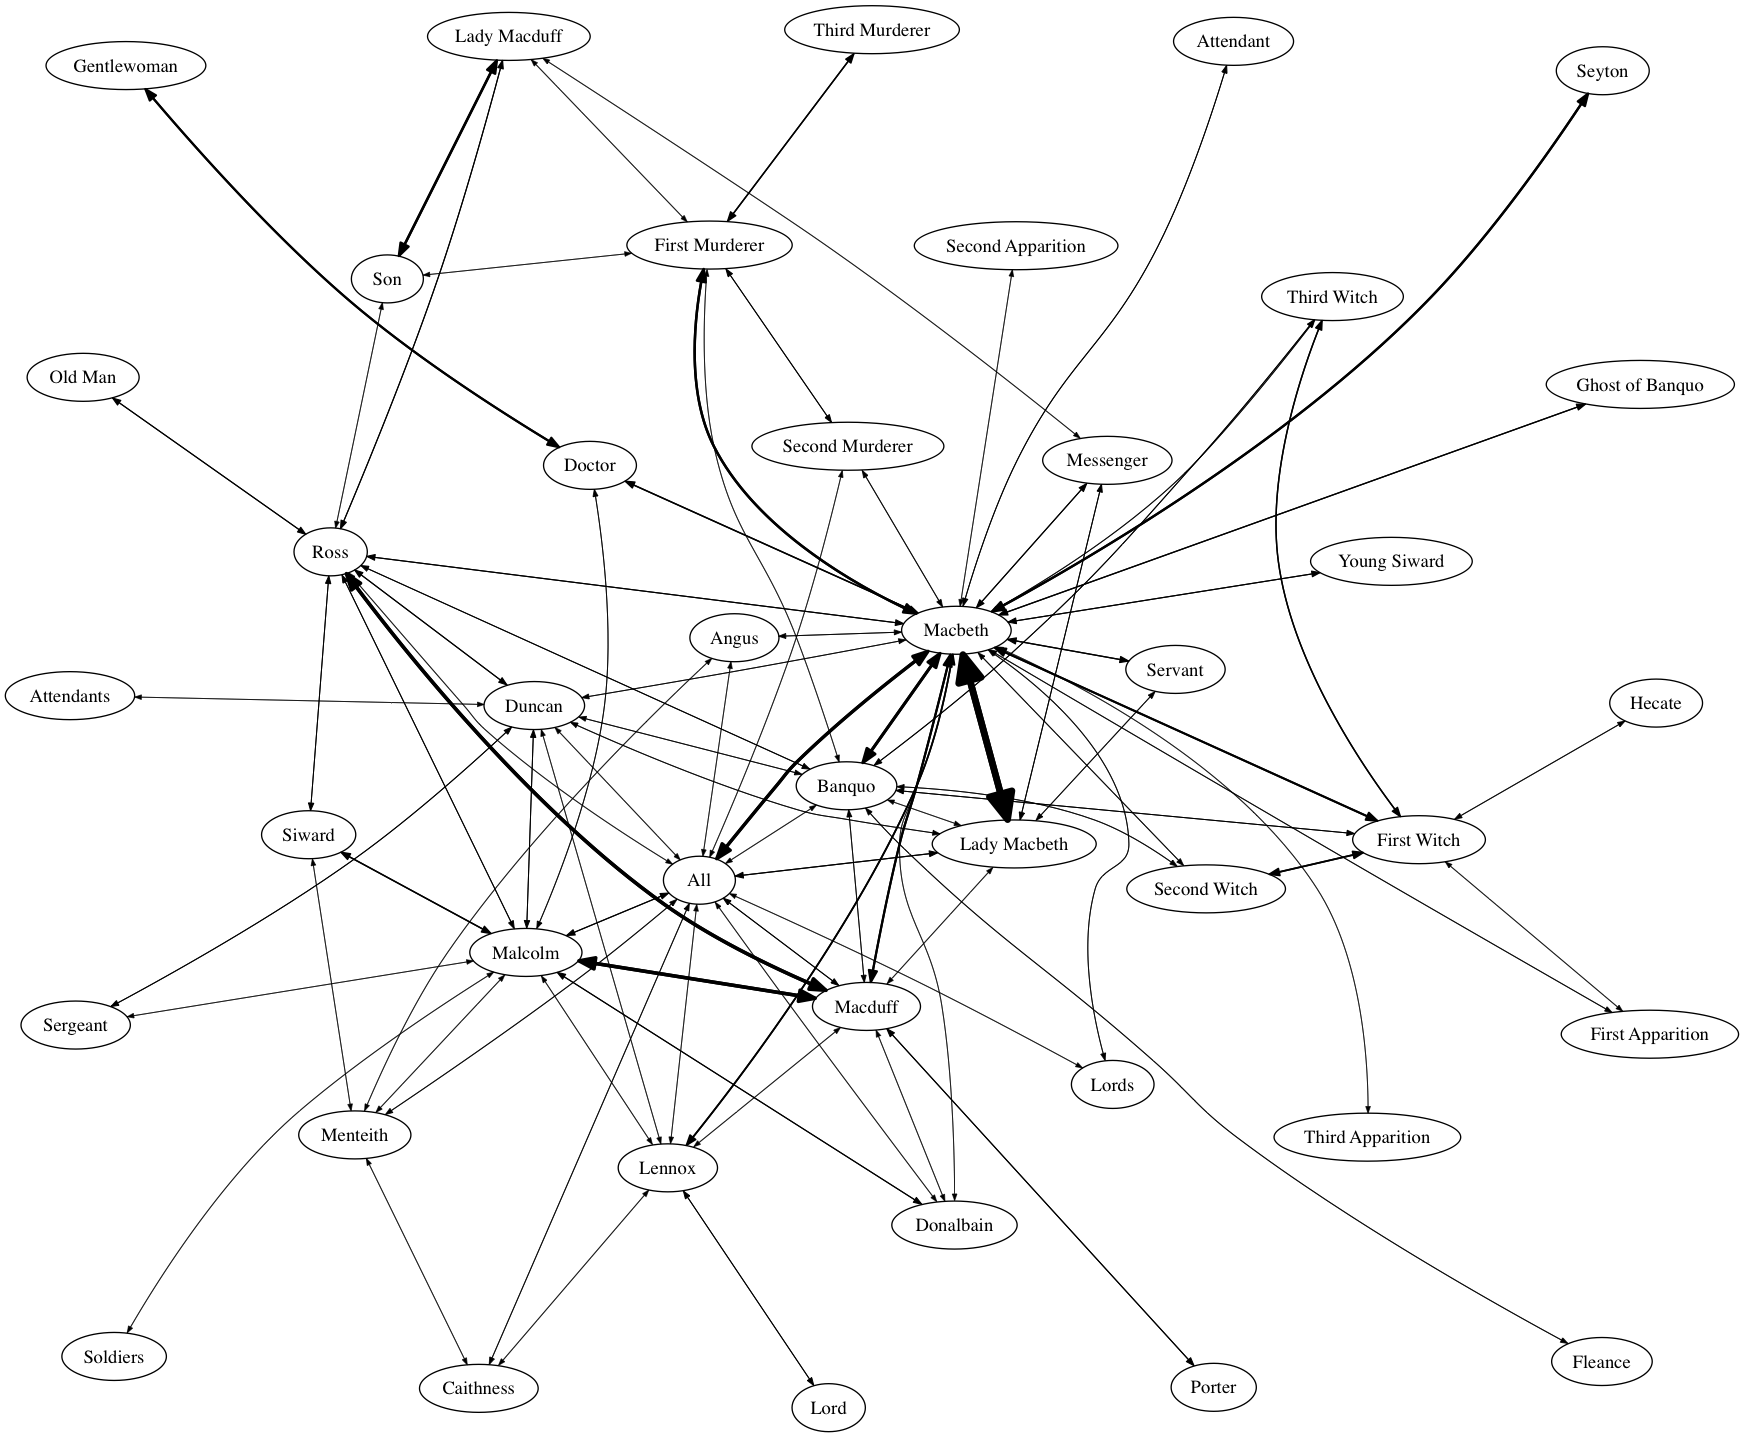 Lady Macduff
Third Murderer
Attendant
Gentlewoman
Seyton
First Murderer
Second Apparition
Son
Third Witch
Old Man
Ghost of Banquo
Second Murderer
Messenger
Doctor
Ross
Young Siward
Macbeth
Angus
Servant
Attendants
Duncan
Hecate
Banquo
Siward
Lady Macbeth
First Witch
All
Second Witch
Malcolm
Macduff
Sergeant
First Apparition
Lords
Menteith
Third Apparition
Lennox
Donalbain
Soldiers
Fleance
Caithness
Porter
Lord